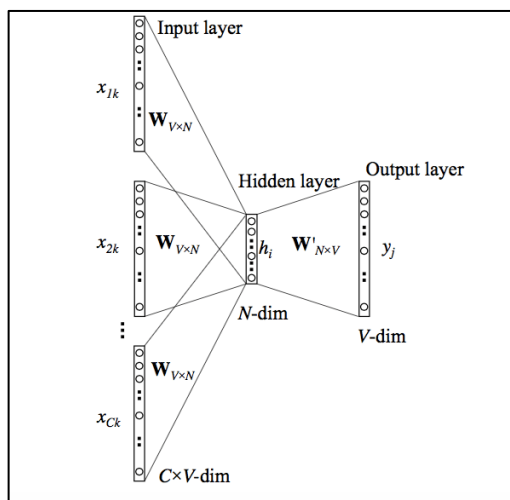 Input layer
x1k
WV×N
Hidden layer
Output layer
x2k
WV×N
hi
W'N×V
yj
N-dim
V-dim
WV×N
xCk
C×V-dim